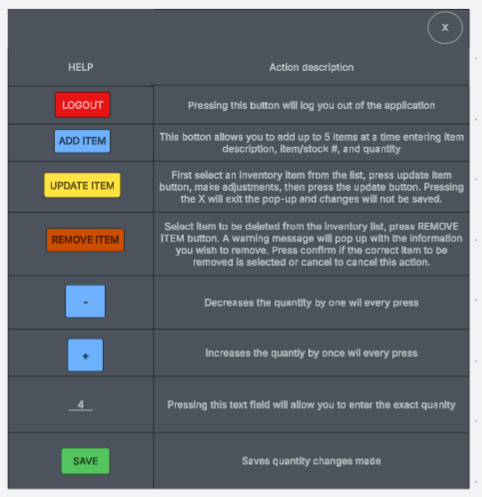 X
HELP
Action description
LOGOUT
Pressing this button will log you out of the application
ADD ITEM
This botton allows you to add up to 5 items at a time entering item
description, item/stock #, and quantity
UPDATE ITEM
First select an inventory item from the list, press update item
button, make adjustments, then press the update button. Pressing
the X will exit the pop-up and changes will not be saved.
REMOVE ITEM
Select item to be deleted from the inventory list, press REMOVE
ITEM button. A warning message will pop up with the information
you wish to remove. Press confirm if the correct item to be
removed is selected or cancel to cancel this action.
-
Decreases the quantity by one wil every press
+
Increases the quantiy by once wil every press
4
Pressing this text field will allow you to enter the exact quanity
SAVE
Saves quantity changes made